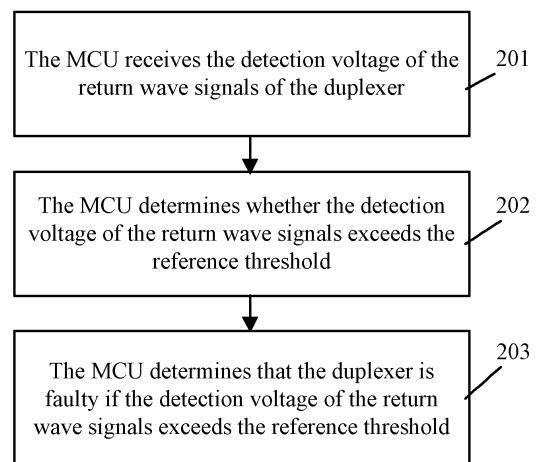 The MCU receives the detection voltage of the
return wave signals of the duplexer
201
The MCU determines whether the detection
voltage of the return wave signals exceeds the
reference threshold
202
The MCU determines that the duplexer is
faulty if the detection voltage of the return
wave signals exceeds the reference threshold
203